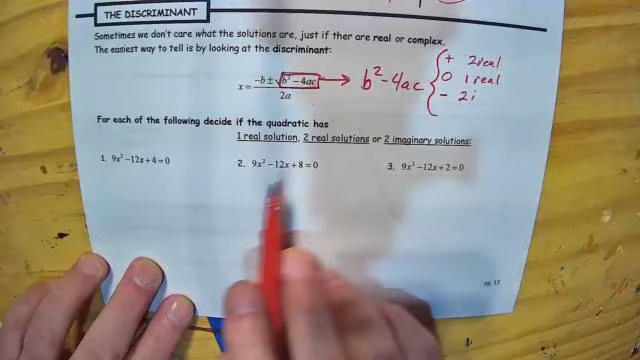 THE DISCRIMINANT
Sometimes we don't care what the solutions are, just if ther are real or complex.
The easiest way to tell is by looking at the discriminant:
x = (-b ± √(b² - 4ac)) / 2a → b² - 4ac
+ 2 real
0 1 real
- 2 i
For each of the following decide if the quadratic has
1 real solution, 2 real solutions or 2 imaginary solutions:
1. 9x² - 12x + 4 = 0 2. 9x² - 12x + 8 = 0 3. 9x² - 12x + 2 = 0
pg. 13